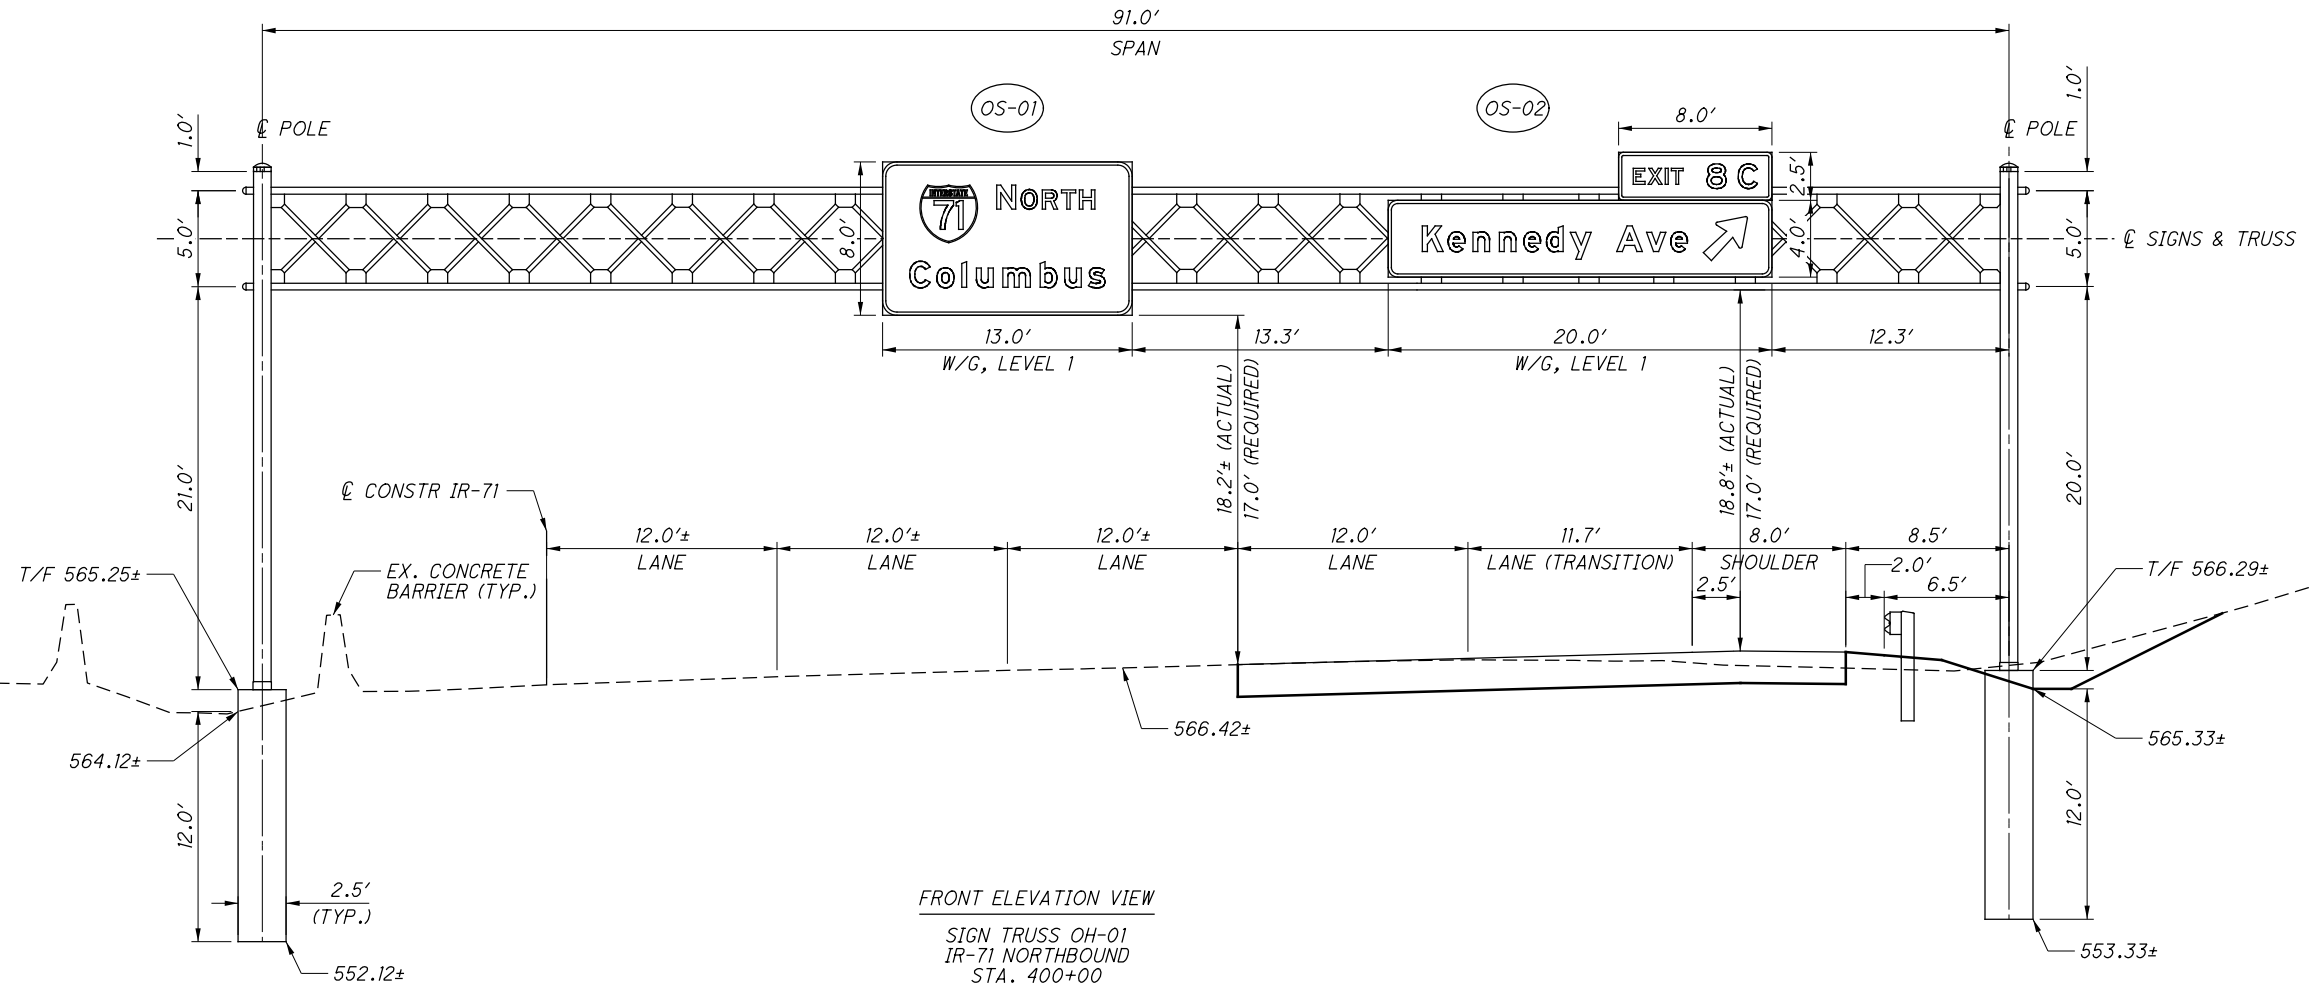 91.0'
SPAN
OS-01
OS-02
1.0'
℄ POLE
8.0'
℄ POLE
1.0'
EXIT 8 C
2.5'
INTERSTATE
71
NORTH
Columbus
8.0'
5.0'
Kennedy Ave
4.0'
5.0'
℄ SIGNS & TRUSS
13.0'
W/G, LEVEL 1
13.3'
20.0'
W/G, LEVEL 1
12.3'
18.2'± (ACTUAL)
17.0' (REQUIRED)
18.8'± (ACTUAL)
17.0' (REQUIRED)
21.0'
20.0'
℄ CONSTR IR-71
12.0'±
LANE
12.0'±
LANE
12.0'±
LANE
12.0'
LANE
11.7'
LANE (TRANSITION)
8.0'
SHOULDER
8.5'
2.5'
2.0'
6.5'
T/F 565.25±
EX. CONCRETE
BARRIER (TYP.)
T/F 566.29±
564.12±
566.42±
565.33±
12.0'
12.0'
2.5'
(TYP.)
552.12±
553.33±
FRONT ELEVATION VIEW
SIGN TRUSS OH-01
IR-71 NORTHBOUND
STA. 400+00